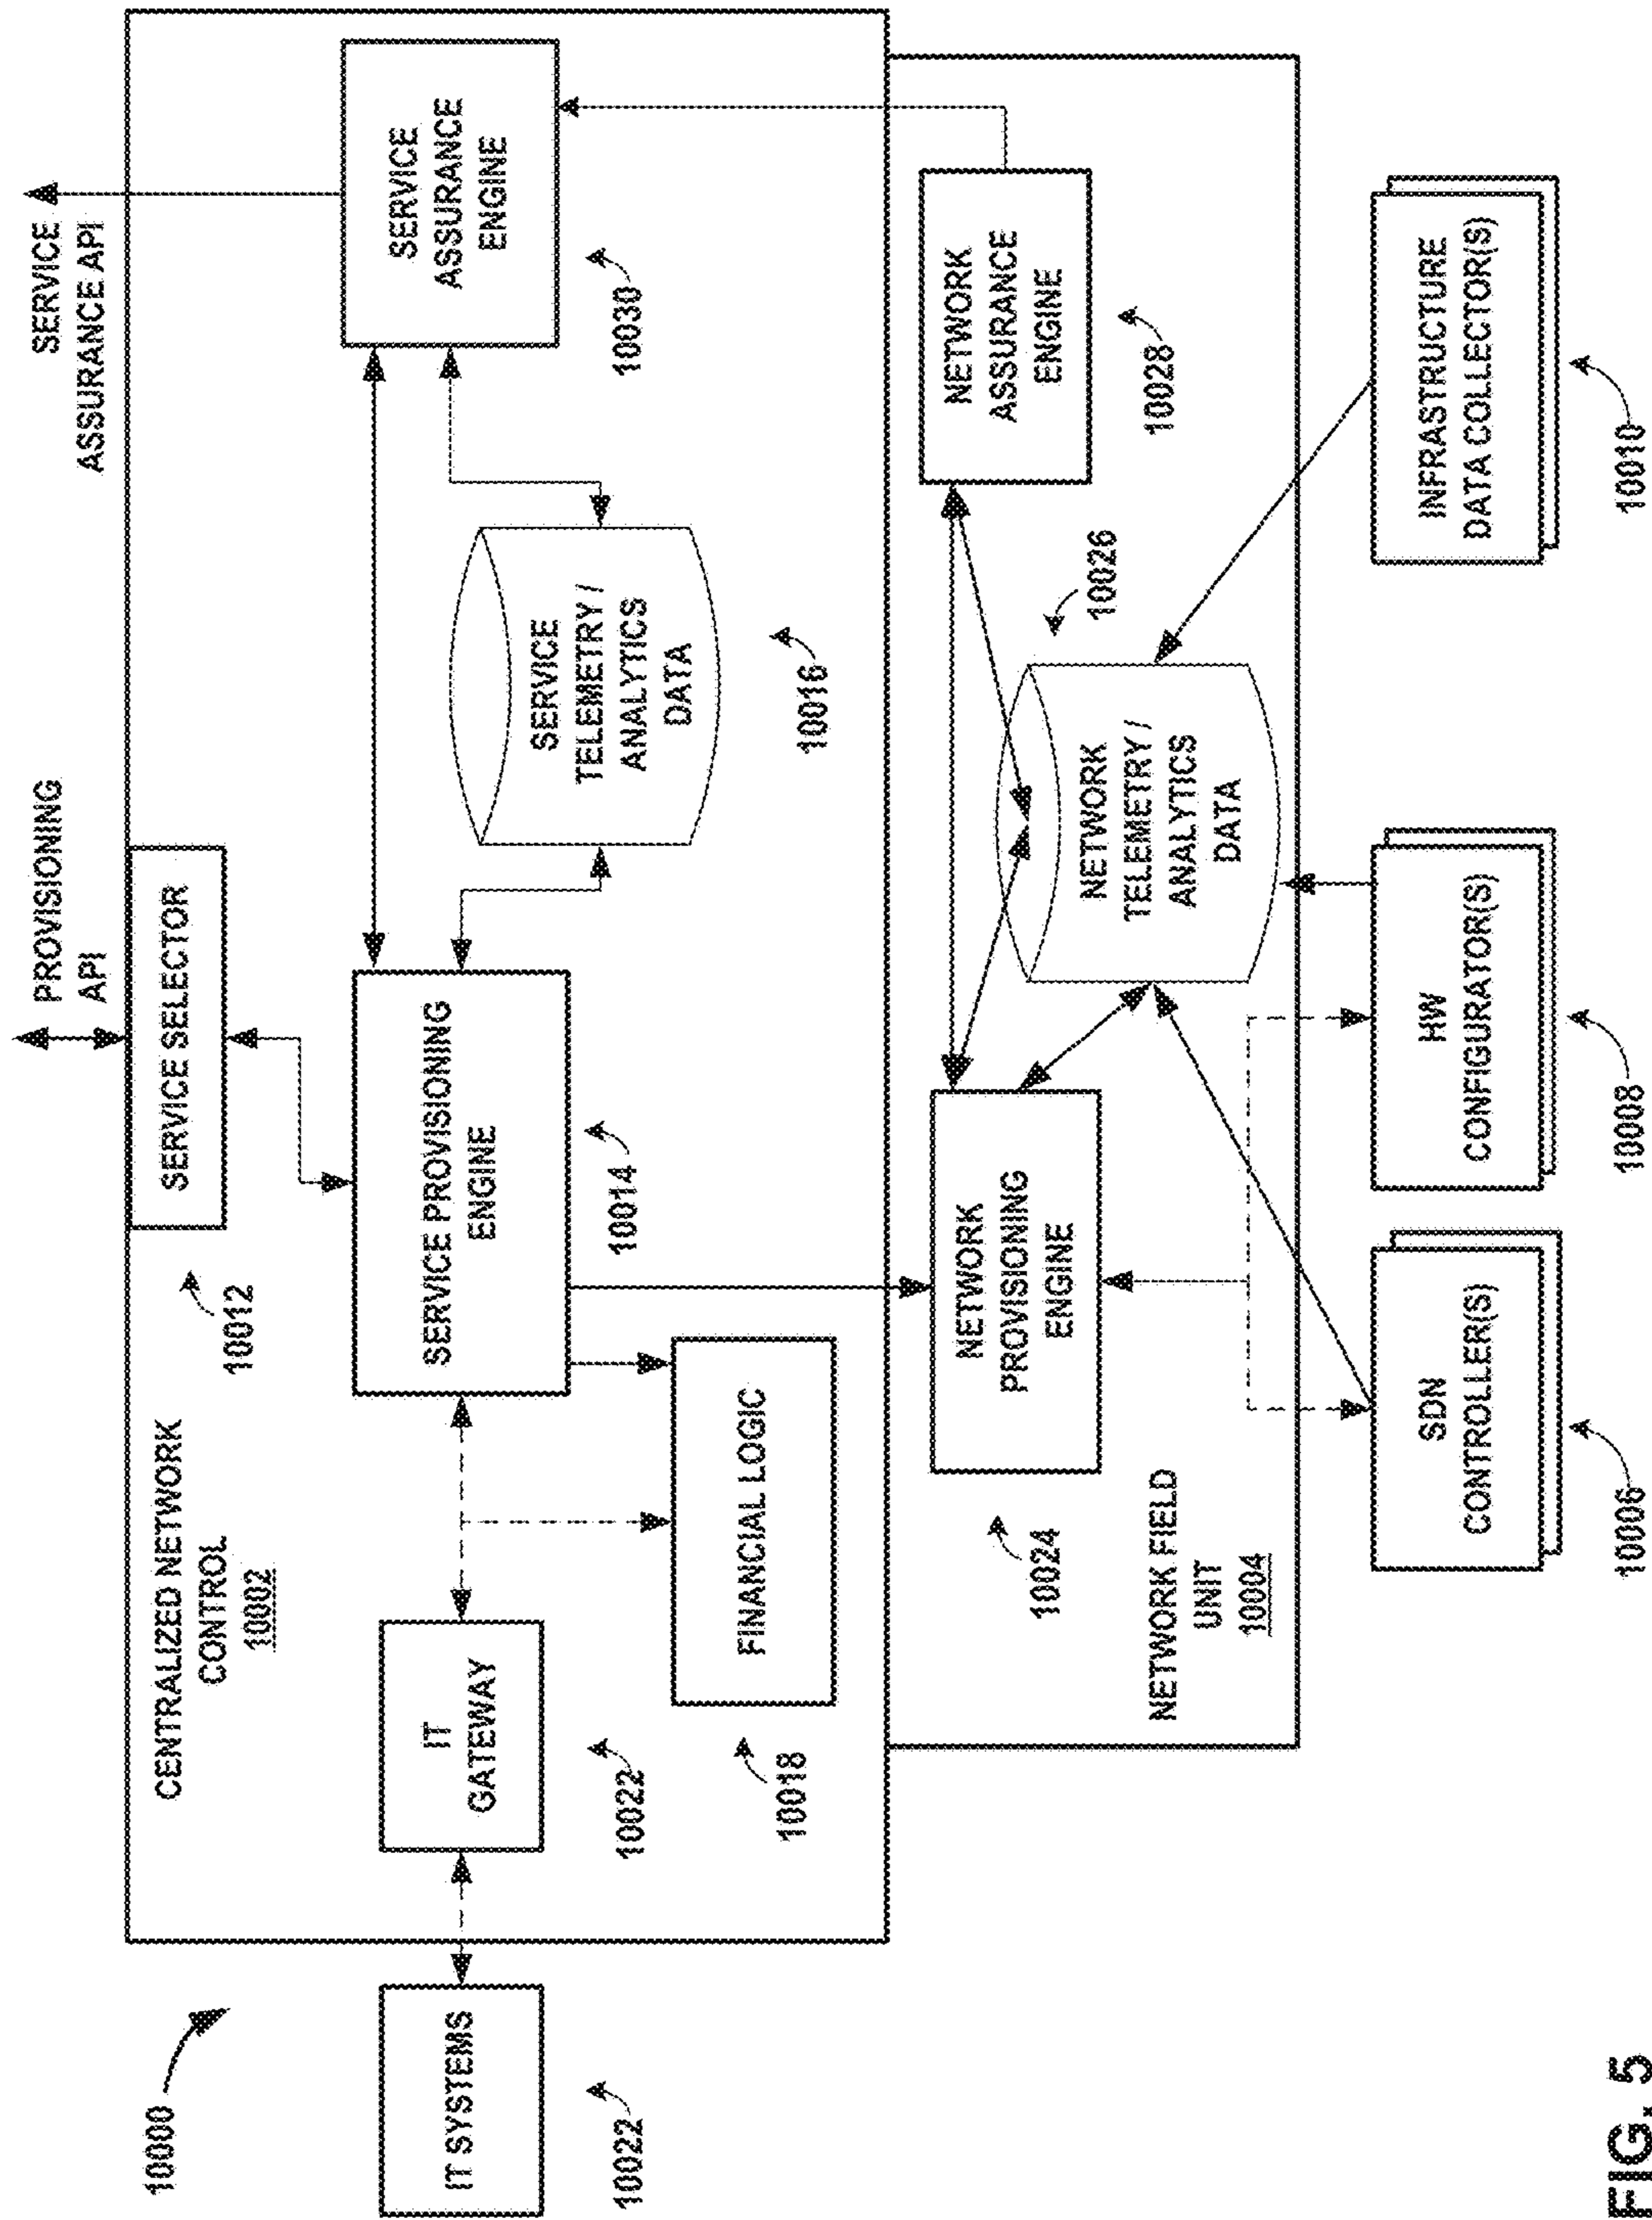 10000
PROVISIONING
API
SERVICE
ASSURANCE API
CENTRALIZED NETWORK
CONTROL
10002
10012
SERVICE SELECTOR
IT SYSTEMS
10022
IT
GATEWAY
10022
SERVICE PROVISIONING
ENGINE
10014
SERVICE
TELEMETRY /
ANALYTICS
DATA
10016
SERVICE
ASSURANCE
ENGINE
10030
FINANCIAL LOGIC
10018
NETWORK
PROVISIONING
ENGINE
10024
NETWORK
TELEMETRY /
ANALYTICS
DATA
10026
NETWORK
ASSURANCE
ENGINE
10028
NETWORK FIELD
UNIT
10004
SDN
CONTROLLER(S)
10006
HW
CONFIGURATOR(S)
10008
INFRASTRUCTURE
DATA COLLECTOR(S)
10010
FIG. 5